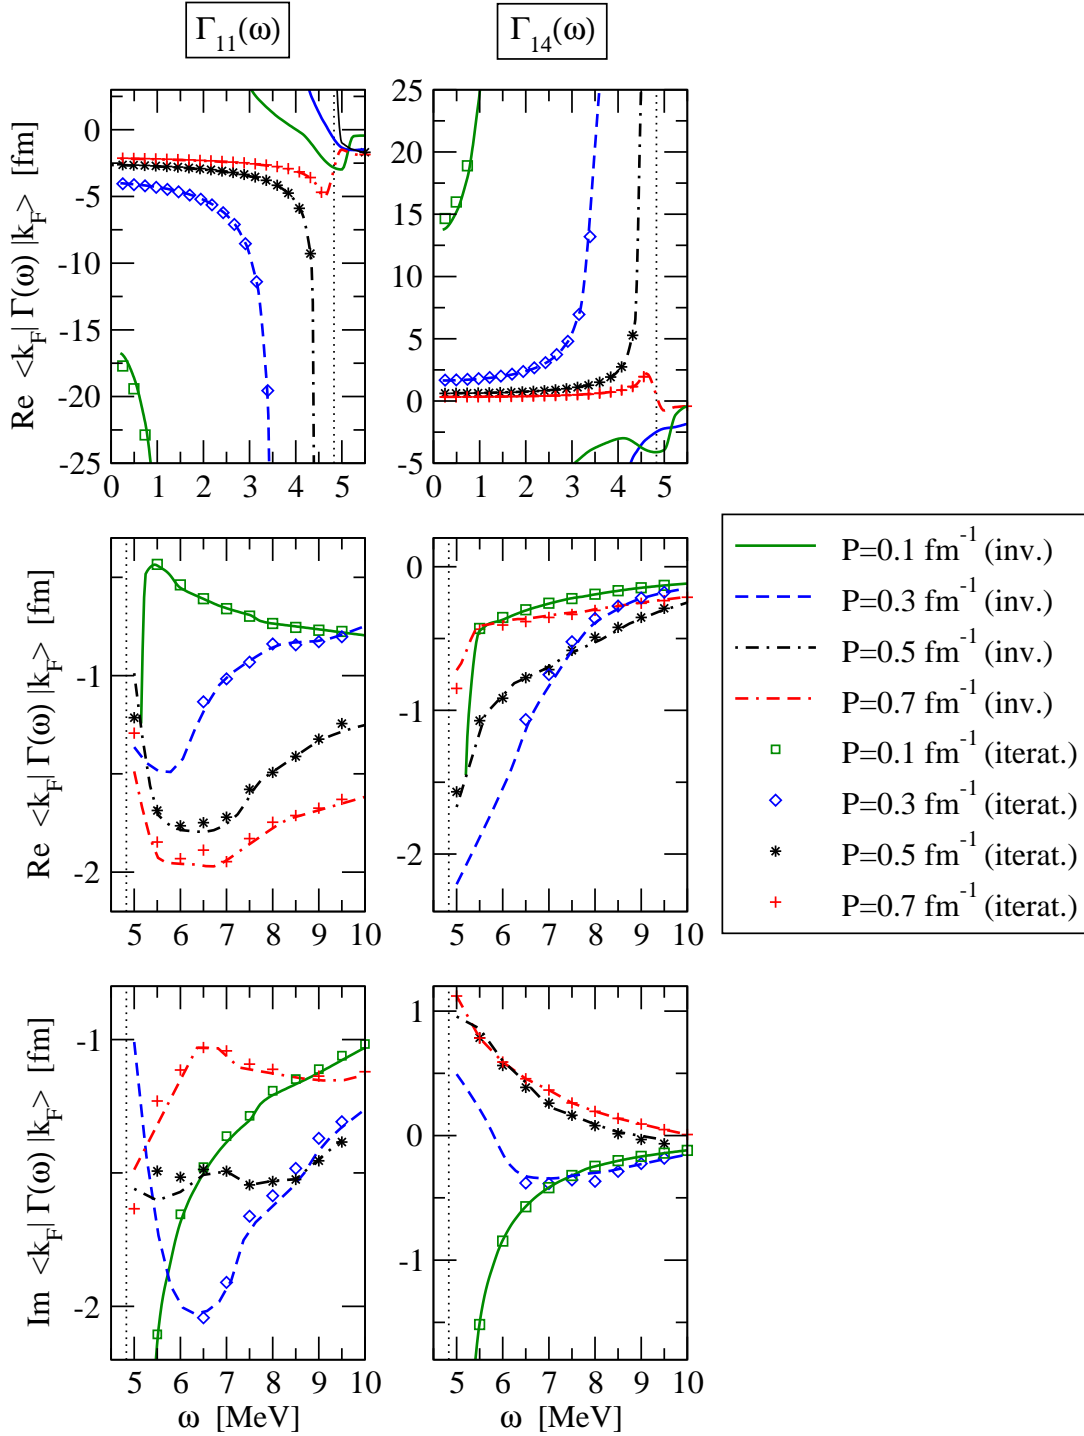 Γ11(ω) Γ14(ω)
Re <kF| Γ(ω) |kF> [fm]
0
-5
-10
-15
-20
-25
0 1 2 3 4 5
25
20
15
10
5
0
-5
0 1 2 3 4 5
Re <kF| Γ(ω) |kF> [fm]
-1
-2
5 6 7 8 9 10
0
-1
-2
5 6 7 8 9 10
P=0.1 fm-1 (inv.)
P=0.3 fm-1 (inv.)
P=0.5 fm-1 (inv.)
P=0.7 fm-1 (inv.)
P=0.1 fm-1 (iterat.)
P=0.3 fm-1 (iterat.)
P=0.5 fm-1 (iterat.)
P=0.7 fm-1 (iterat.)
Im <kF| Γ(ω) |kF> [fm]
-1
-2
5 6 7 8 9 10
ω [MeV]
1
0
-1
5 6 7 8 9 10
ω [MeV]